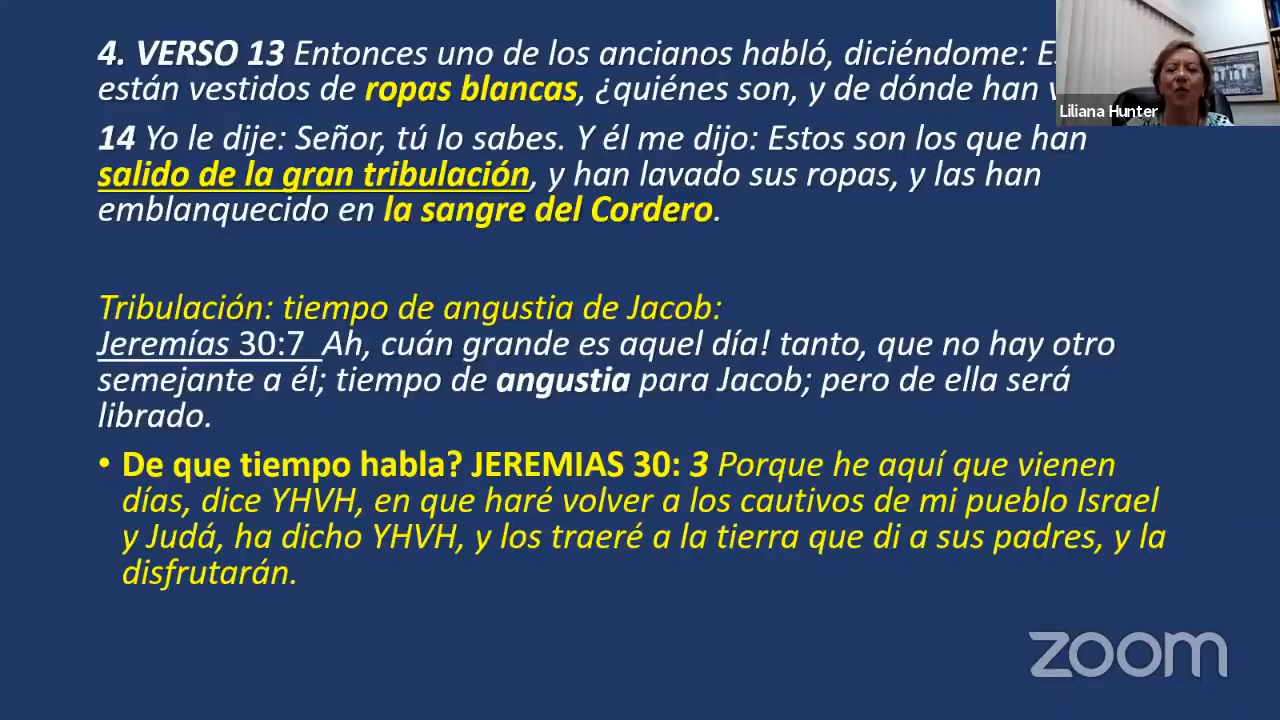 4. VERSO 13 Entonces uno de los ancianos habló, diciéndome:
están vestidos de ropas blancas, ¿quiénes son, y de dónde han
14 Yo le dije: Señor, tú lo sabes. Y él me dijo: Estos son los que han
salido de la gran tribulación, y han lavado sus ropas, y las han
emblanquecido en la sangre del Cordero.
Tribulación: tiempo de angustia de Jacob:
Jeremías 30:7 Ah, cuán grande es aquel día! tanto, que no hay otro
semejante a él; tiempo de angustia para Jacob; pero de ella será
librado.
• De que tiempo habla? JEREMIAS 30: 3 Porque he aquí que vienen
días, dice YHVH, en que haré volver a los cautivos de mi pueblo Israel
y Judá, ha dicho YHVH, y los traeré a la tierra que di a sus padres, y la
disfrutarán.
Liliana Hunter
zoom